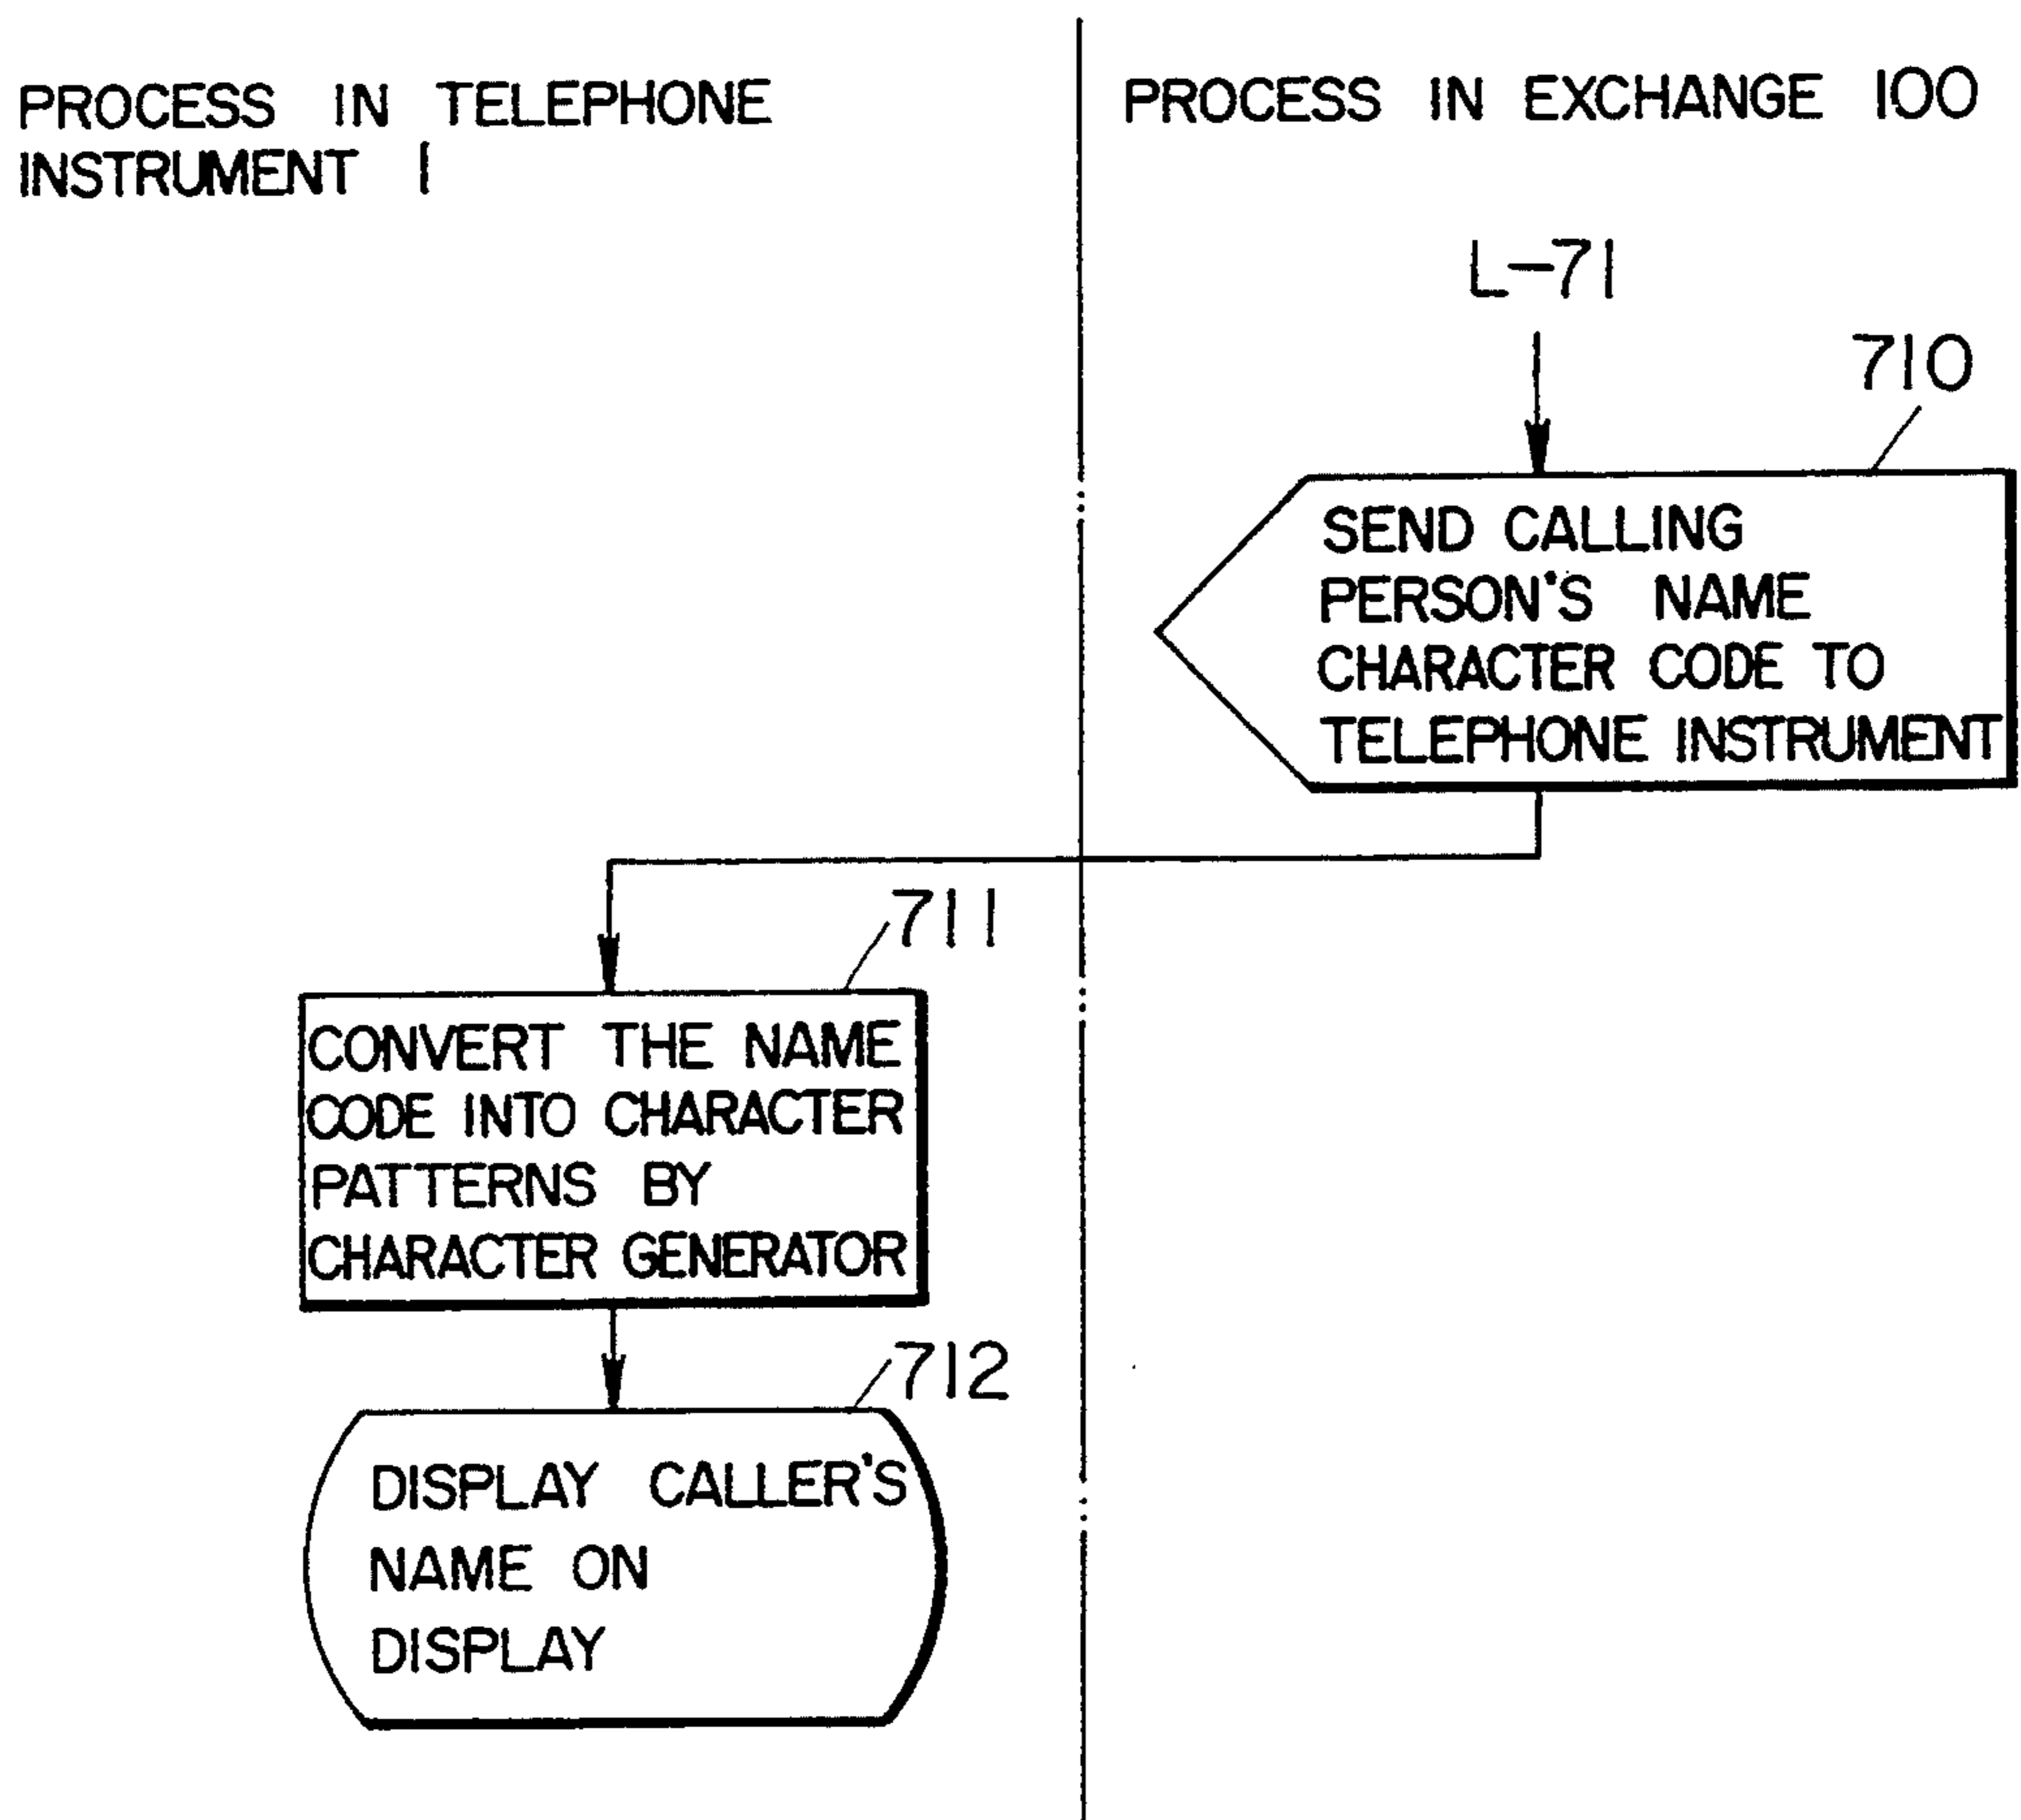 PROCESS IN TELEPHONE
INSTRUMENT 1
PROCESS IN EXCHANGE 100
L-71
710
SEND CALLING
PERSON'S NAME
CHARACTER CODE TO
TELEPHONE INSTRUMENT
711
CONVERT THE NAME
CODE INTO CHARACTER
PATTERNS BY
CHARACTER GENERATOR
712
DISPLAY CALLER'S
NAME ON
DISPLAY